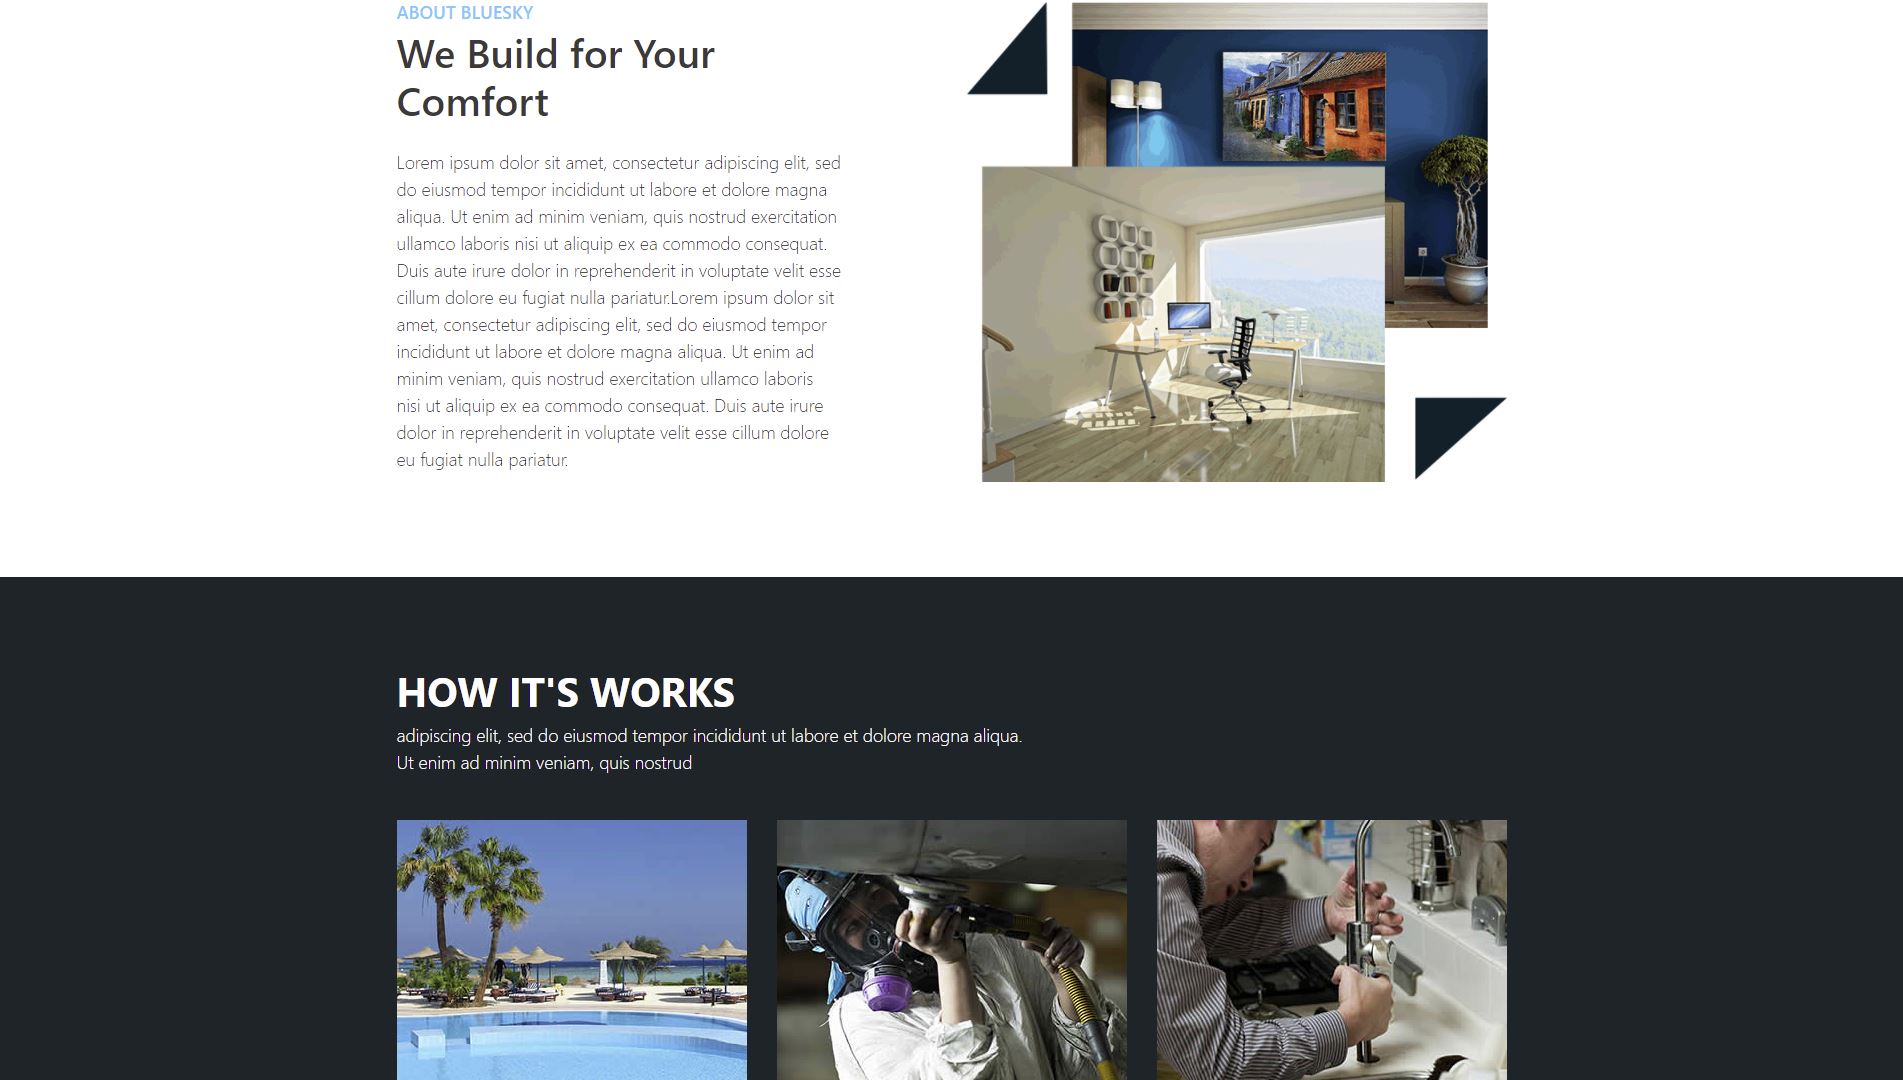 ABOUT BLUESKY
We Build for Your
Comfort
Lorem ipsum dolor sit amet, consectetur adipiscing elit, sed
do eiusmod tempor incididunt ut labore et dolore magna
aliqua. Ut enim ad minim veniam, quis nostrud exercitation
ullamco laboris nisi ut aliquip ex ea commodo consequat.
Duis aute irure dolor in reprehenderit in voluptate velit esse
cillum dolore eu fugiat nulla pariatur.Lorem ipsum dolor sit
amet, consectetur adipiscing elit, sed do eiusmod tempor
incididunt ut labore et dolore magna aliqua. Ut enim ad
minim veniam, quis nostrud exercitation ullamco laboris
nisi ut aliquip ex ea commodo consequat. Duis aute irure
dolor in reprehenderit in voluptate velit esse cillum dolore
eu fugiat nulla pariatur.
HOW IT'S WORKS
adipiscing elit, sed do eiusmod tempor incididunt ut labore et dolore magna aliqua.
Ut enim ad minim veniam, quis nostrud